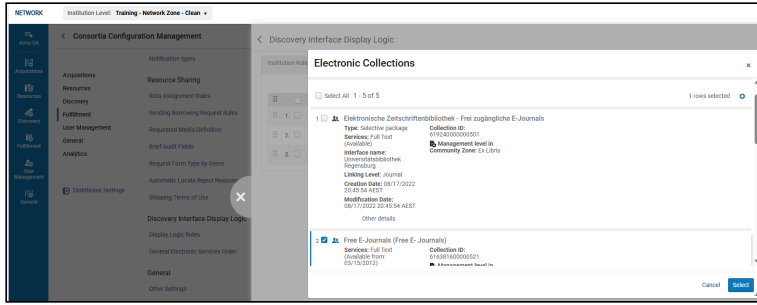 NETWORK
Institution Level: Training - Network Zone - Clean
Alma QA
Consortia Configuration Management
Discovery Interface Display Logic
Acquisitions
Resources
Discovery
Fulfillment
User Management
General
Acquisitions
Resources
Discovery
Fulfillment
User Management
General
Analytics
Distributed Settings
Notification types
Resource Sharing
Rota Assignment Rules
Sending Borrowing Request Rules
Requested Media Definition
Brief Audit Fields
Request Form Type by Genre
Automatic Locate Reject Reasons
Shipping Terms of Use
Discovery Interface Display Logic
Display Logic Rules
General Electronic Services Order
General
Other Settings
Institution Rule
1.
2.
3.
Electronic Collections
Select All 1 - 5 of 5
1 rows selected
1 Elektronische Zeitschriftenbibliothek - Frei zugängliche E-Journals
Type: Selective package
Services: Full Text
(Available)
Interface name:
Universitätsbibliothek
Regensburg
Linking Level: Journal
Creation Date: 08/17/2022
20:45:54 AEST
Modification Date:
08/17/2022 20:45:54 AEST
Collection ID:
619240000000501
Management level in
Community Zone: Ex Libris
Other details
2 Free E-Journals (Free E- Journals)
Services: Full Text
(Available from:
03/15/2012)
Collection ID:
616381600000521
Management level in
Cancel
Select